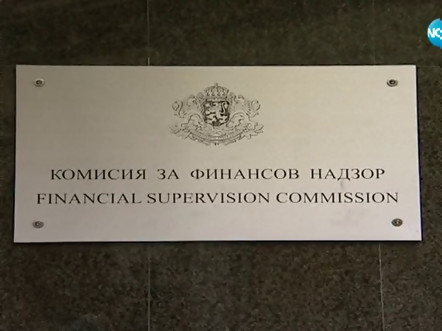 КОМИСИЯ ЗА ФИНАНСОВ НАДЗОР
FINANCIAL SUPERVISION COMMISSION